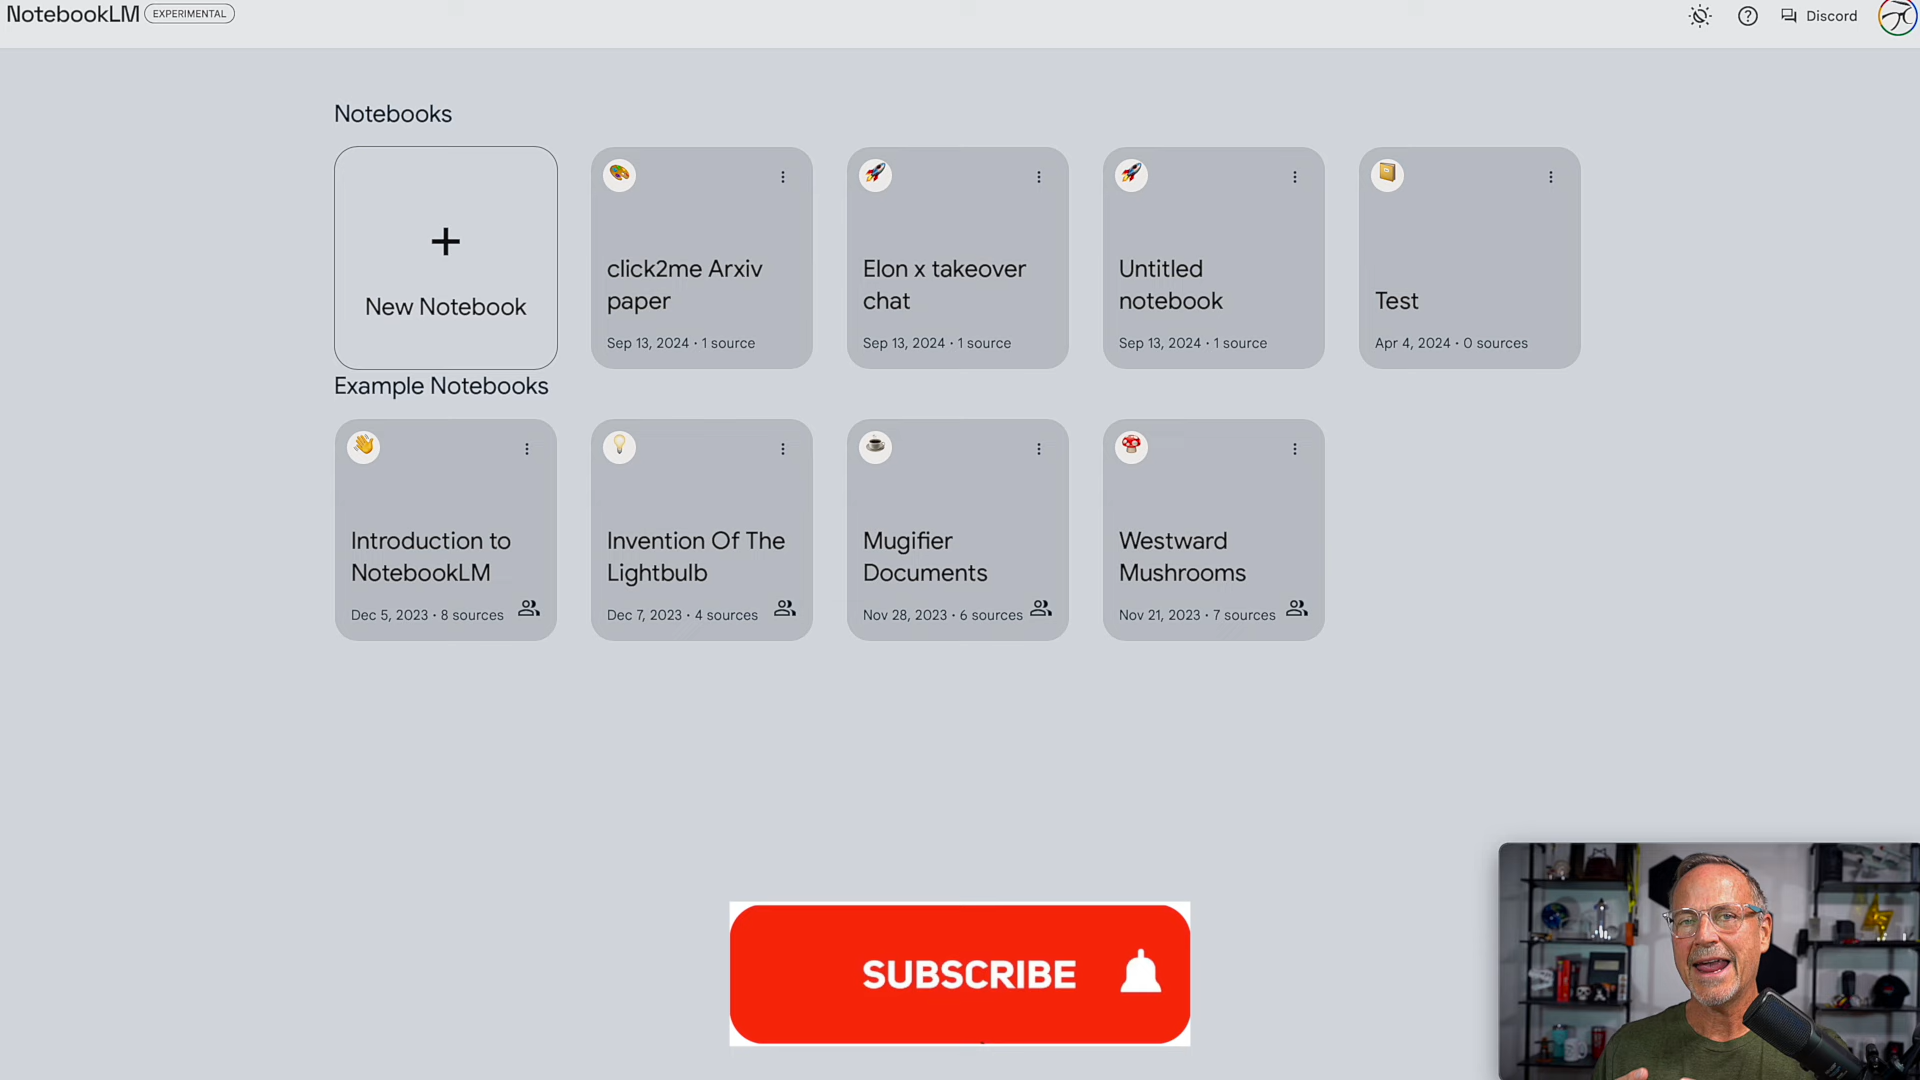 NotebookLM EXPERIMENTAL
Discord
Notebooks
New Notebook
click2me Arxiv
paper
Sep 13, 2024 • 1 source
Elon x takeover
chat
Sep 13, 2024 • 1 source
Untitled
notebook
Sep 13, 2024 • 1 source
Test
Apr 4, 2024 • 0 sources
Example Notebooks
Introduction to
NotebookLM
Dec 5, 2023 • 8 sources
Invention Of The
Lightbulb
Dec 7, 2023 • 4 sources
Mugifier
Documents
Nov 28, 2023 • 6 sources
Westward
Mushrooms
Nov 21, 2023 • 7 sources
SUBSCRIBE